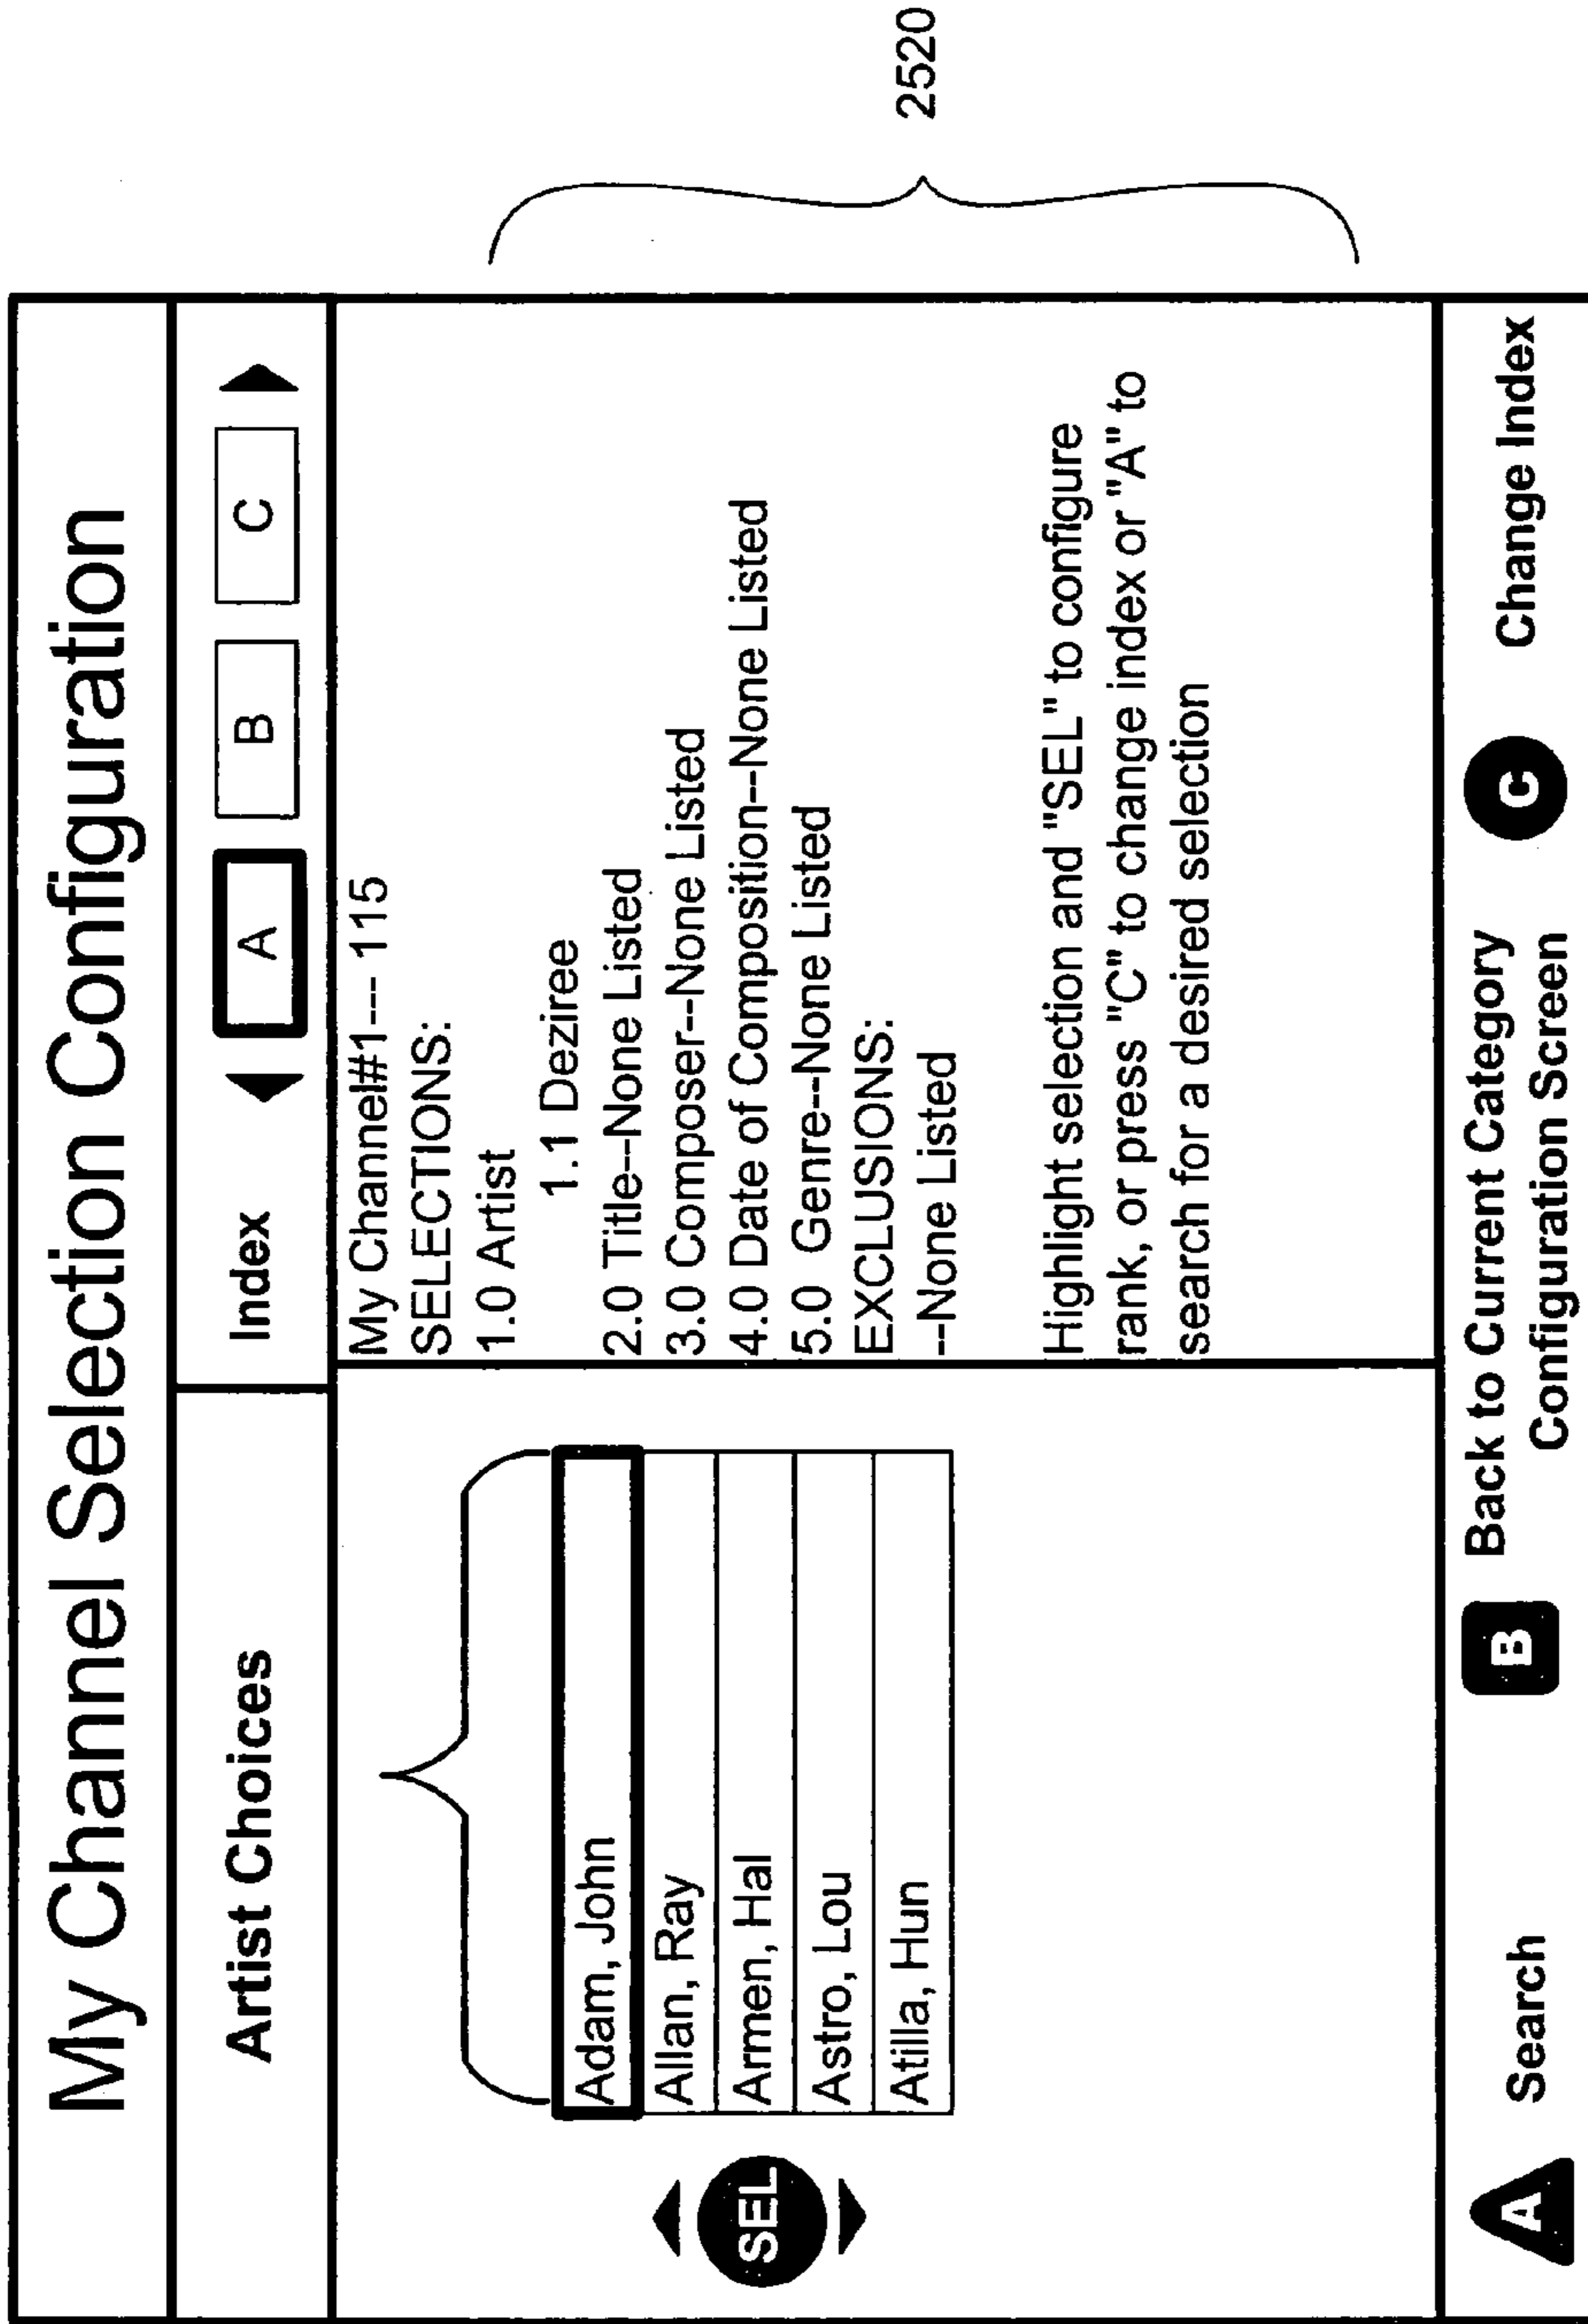 My Channel Selection Configuration
Artist Choices
Index
A
B
C
Adam, John
Allan, Ray
Armen, Hal
Astro, Lou
Atilla, Hun
SEL
My Channel#1--- 115
SELECTIONS:
1.0 Artist
1.1 Deziree
2.0 Title--None Listed
3.0 Composer--None Listed
4.0 Date of Composition--None Listed
5.0 Genre--None Listed
EXCLUSIONS:
--None Listed
Highlight selection and "SEL" to configure
rank, or press "C" to change index or "A" to
search for a desired selection
2520
A Search
B Back to Current Category
Configuration Screen
C Change Index